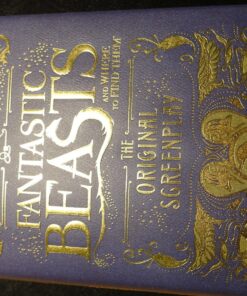 FANTASTIC
BEASTS
AND WHERE
TO FIND THEM
THE
ORIGINAL
SCREENPLAY